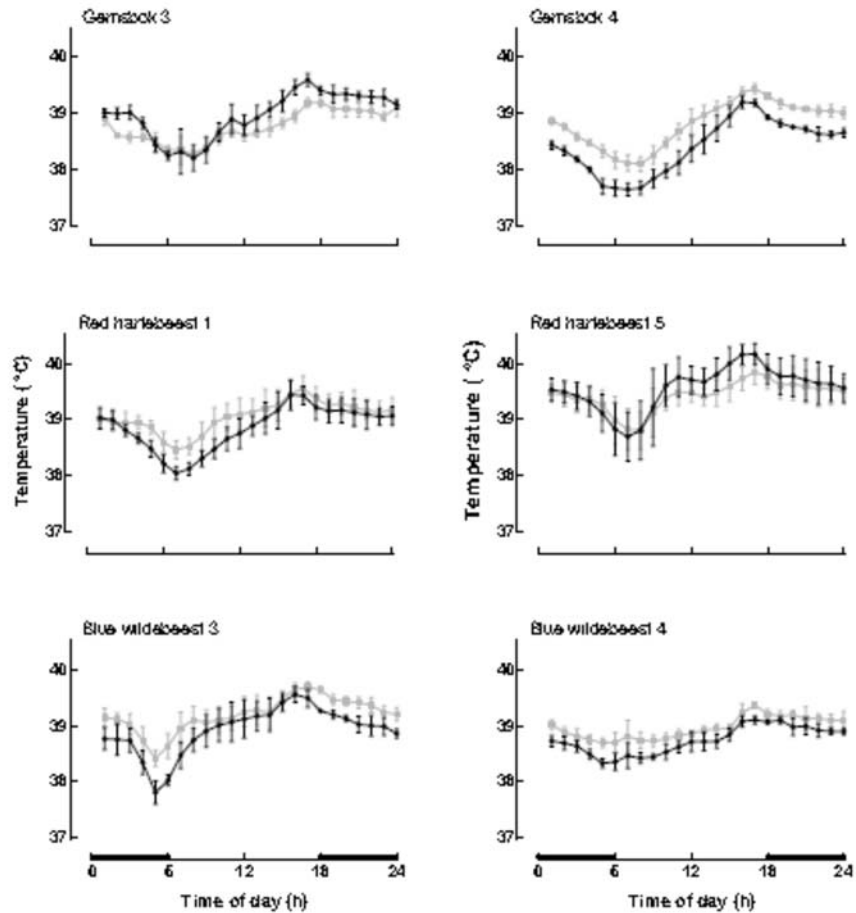 Gemsbok 3
Gemsbok 4
40
39
38
37
40
39
38
37
Red hartebeest 1
Red hartebeest 5
Temperature (°C)
40
39
38
37
Temperature (°C)
40
39
38
37
Blue wildebeest 3
Blue wildebeest 4
40
39
38
37
40
39
38
37
0 6 12 18 24
0 6 12 18 24
Time of day (h)
Time of day (h)